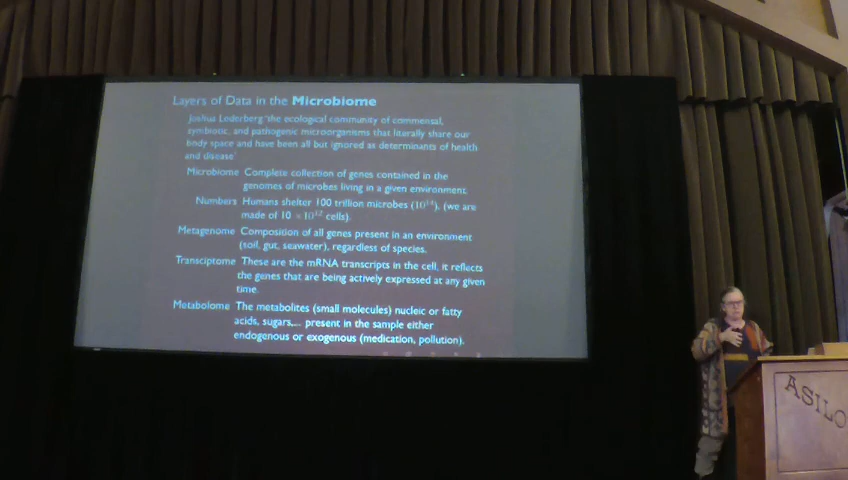 Layers of Data in the Microbiome
Joshua Lederberg 'the ecological community of commensal,
symbiotic, and pathogenic microorganisms that literally share our
body space and have been all but ignored as determinants of health
and disease'
Microbiome Complete collection of genes contained in the
genomes of microbes living in a given environment.
Numbers Humans shelter 100 trillion microbes (10^14), (we are
made of 10 ×10^12 cells).
Metagenome Composition of all genes present in an environment
(soil, gut, seawater), regardless of species.
Transciptome These are the mRNA transcripts in the cell, it reflects
the genes that are being actively expressed at any given
time.
Metabolome The metabolites (small molecules) nucleic or fatty
acids, sugars,... present in the sample either
endogenous or exogenous (medication, pollution).
ASILO